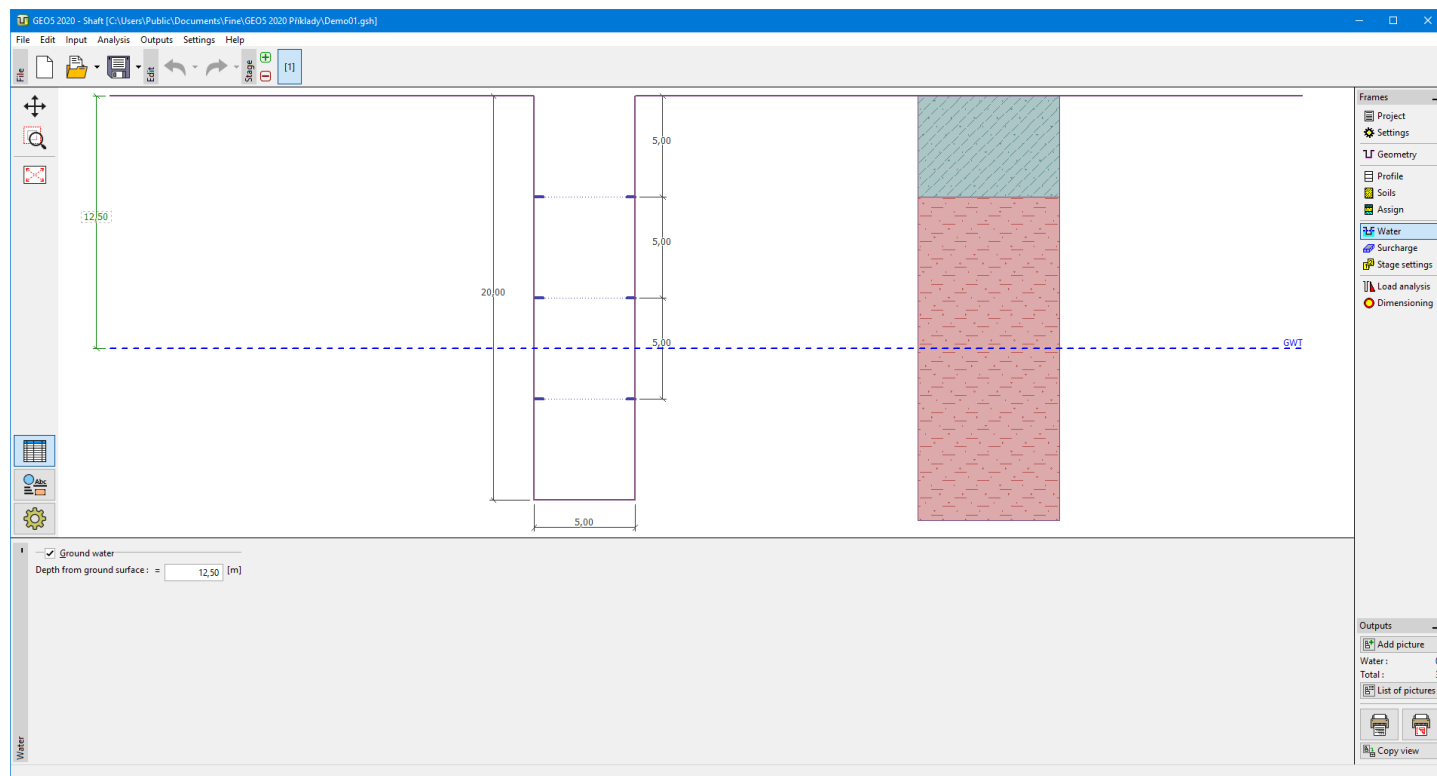 GEO5 2020 - Shaft [C:\Users\Public\Documents\Fine\GEO5 2020 Příklady\Demo01.gsh]
File Edit Input Analysis Outputs Settings Help
File
Edit
Stage
[1]
5,00
12,50
5,00
20,00
5,00
GWT
5,00
Abc
Frames
Project
Settings
Geometry
Profile
Soils
Assign
Water
Surcharge
Stage settings
Load analysis
Dimensioning
Ground water
Depth from ground surface : = 12,50 [m]
Water
Outputs
Add picture
Water :
Total :
List of pictures
Copy view